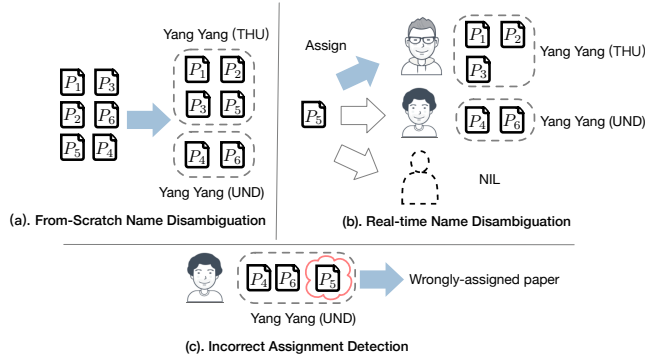 Yang Yang (THU)
P1 P3
P2 P6
P5 P4
P1 P2
P3 P5
P4 P6
Yang Yang (UND)
(a). From-Scratch Name Disambiguation
Assign
P5
P1 P2
P3
Yang Yang (THU)
P4 P6
Yang Yang (UND)
NIL
(b). Real-time Name Disambiguation
P4 P6 P5
Wrongly-assigned paper
Yang Yang (UND)
(c). Incorrect Assignment Detection